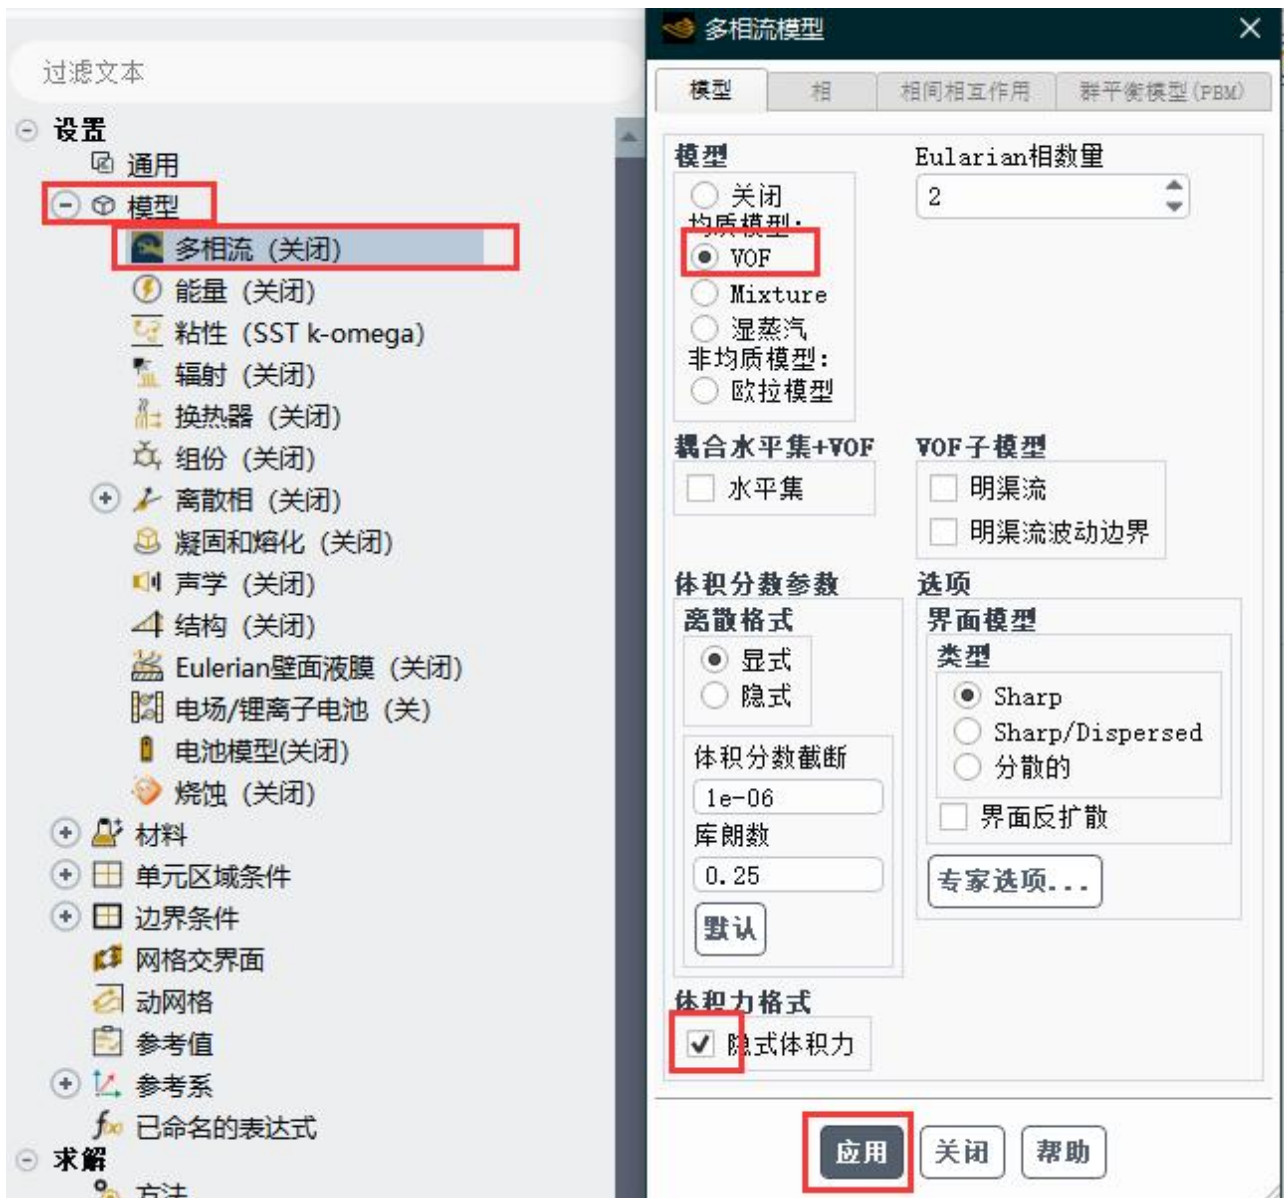 过滤文本
设置
通用
模型
多相流 (关闭)
能量 (关闭)
粘性 (SST k-omega)
辐射 (关闭)
换热器 (关闭)
组份 (关闭)
离散相 (关闭)
凝固和熔化 (关闭)
声学 (关闭)
结构 (关闭)
Eulerian壁面液膜 (关闭)
电场/锂离子电池 (关)
电池模型(关闭)
烧蚀 (关闭)
材料
单元区域条件
边界条件
网格交界面
动网格
参考值
参考系
已命名的表达式
求解
方法
多相流模型
模型 相 相间相互作用 群平衡模型(PBM)
模型
关闭
均质模型:
VOF
Mixture
湿蒸汽
非均质模型:
欧拉模型
Eularian相数量
2
耦合水平集+VOF
水平集
VOF子模型
明渠流
明渠流波动边界
体积分数参数
离散格式
显式
隐式
体积分数截断
1e-06
库朗数
0.25
默认
选项
界面模型
类型
Sharp
Sharp/Dispersed
分散的
界面反扩散
专家选项...
体积力格式
隐式体积力
应用 关闭 帮助